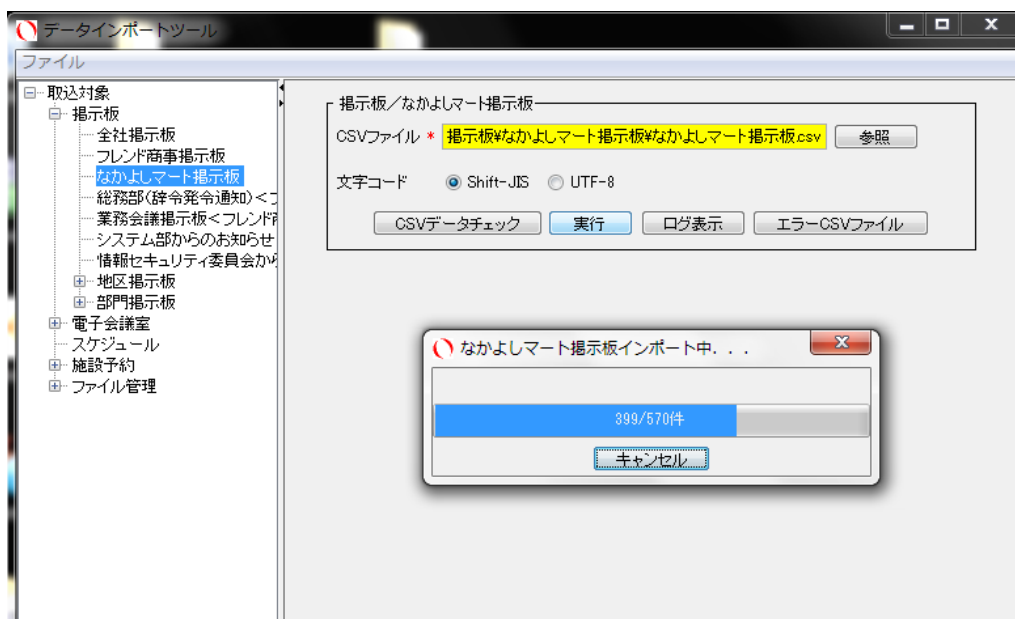 データインポートツール
ファイル
取込対象
掲示板
全社掲示板
フレンド商事掲示板
なかよしマート掲示板
総務部(辞令発令通知)<フ
業務会議掲示板<フレンド商
システム部からのお知らせ
情報セキュリティ委員会から
地区掲示板
部門掲示板
電子会議室
スケジュール
施設予約
ファイル管理
掲示板/なかよしマート掲示板
CSVファイル * 掲示板¥なかよしマート掲示板¥なかよしマート掲示板.csv 参照
文字コード Shift-JIS UTF-8
CSVデータチェック 実行 ログ表示 エラーCSVファイル
なかよしマート掲示板インポート中...
399/570件
キャンセル